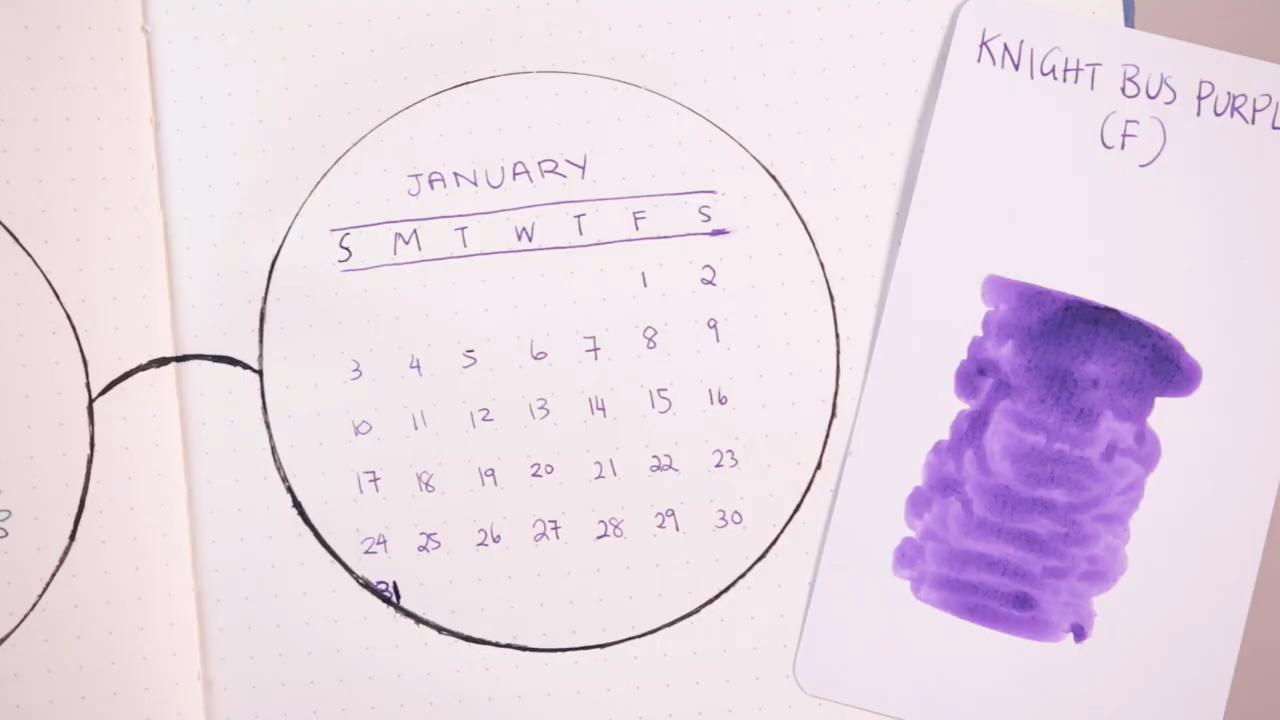 JANUARY
S M T W T F S
1 2
3 4 5 6 7 8 9
10 11 12 13 14 15 16
17 18 19 20 21 22 23
24 25 26 27 28 29 30
31
KNIGHT BUS PURPL
(F)